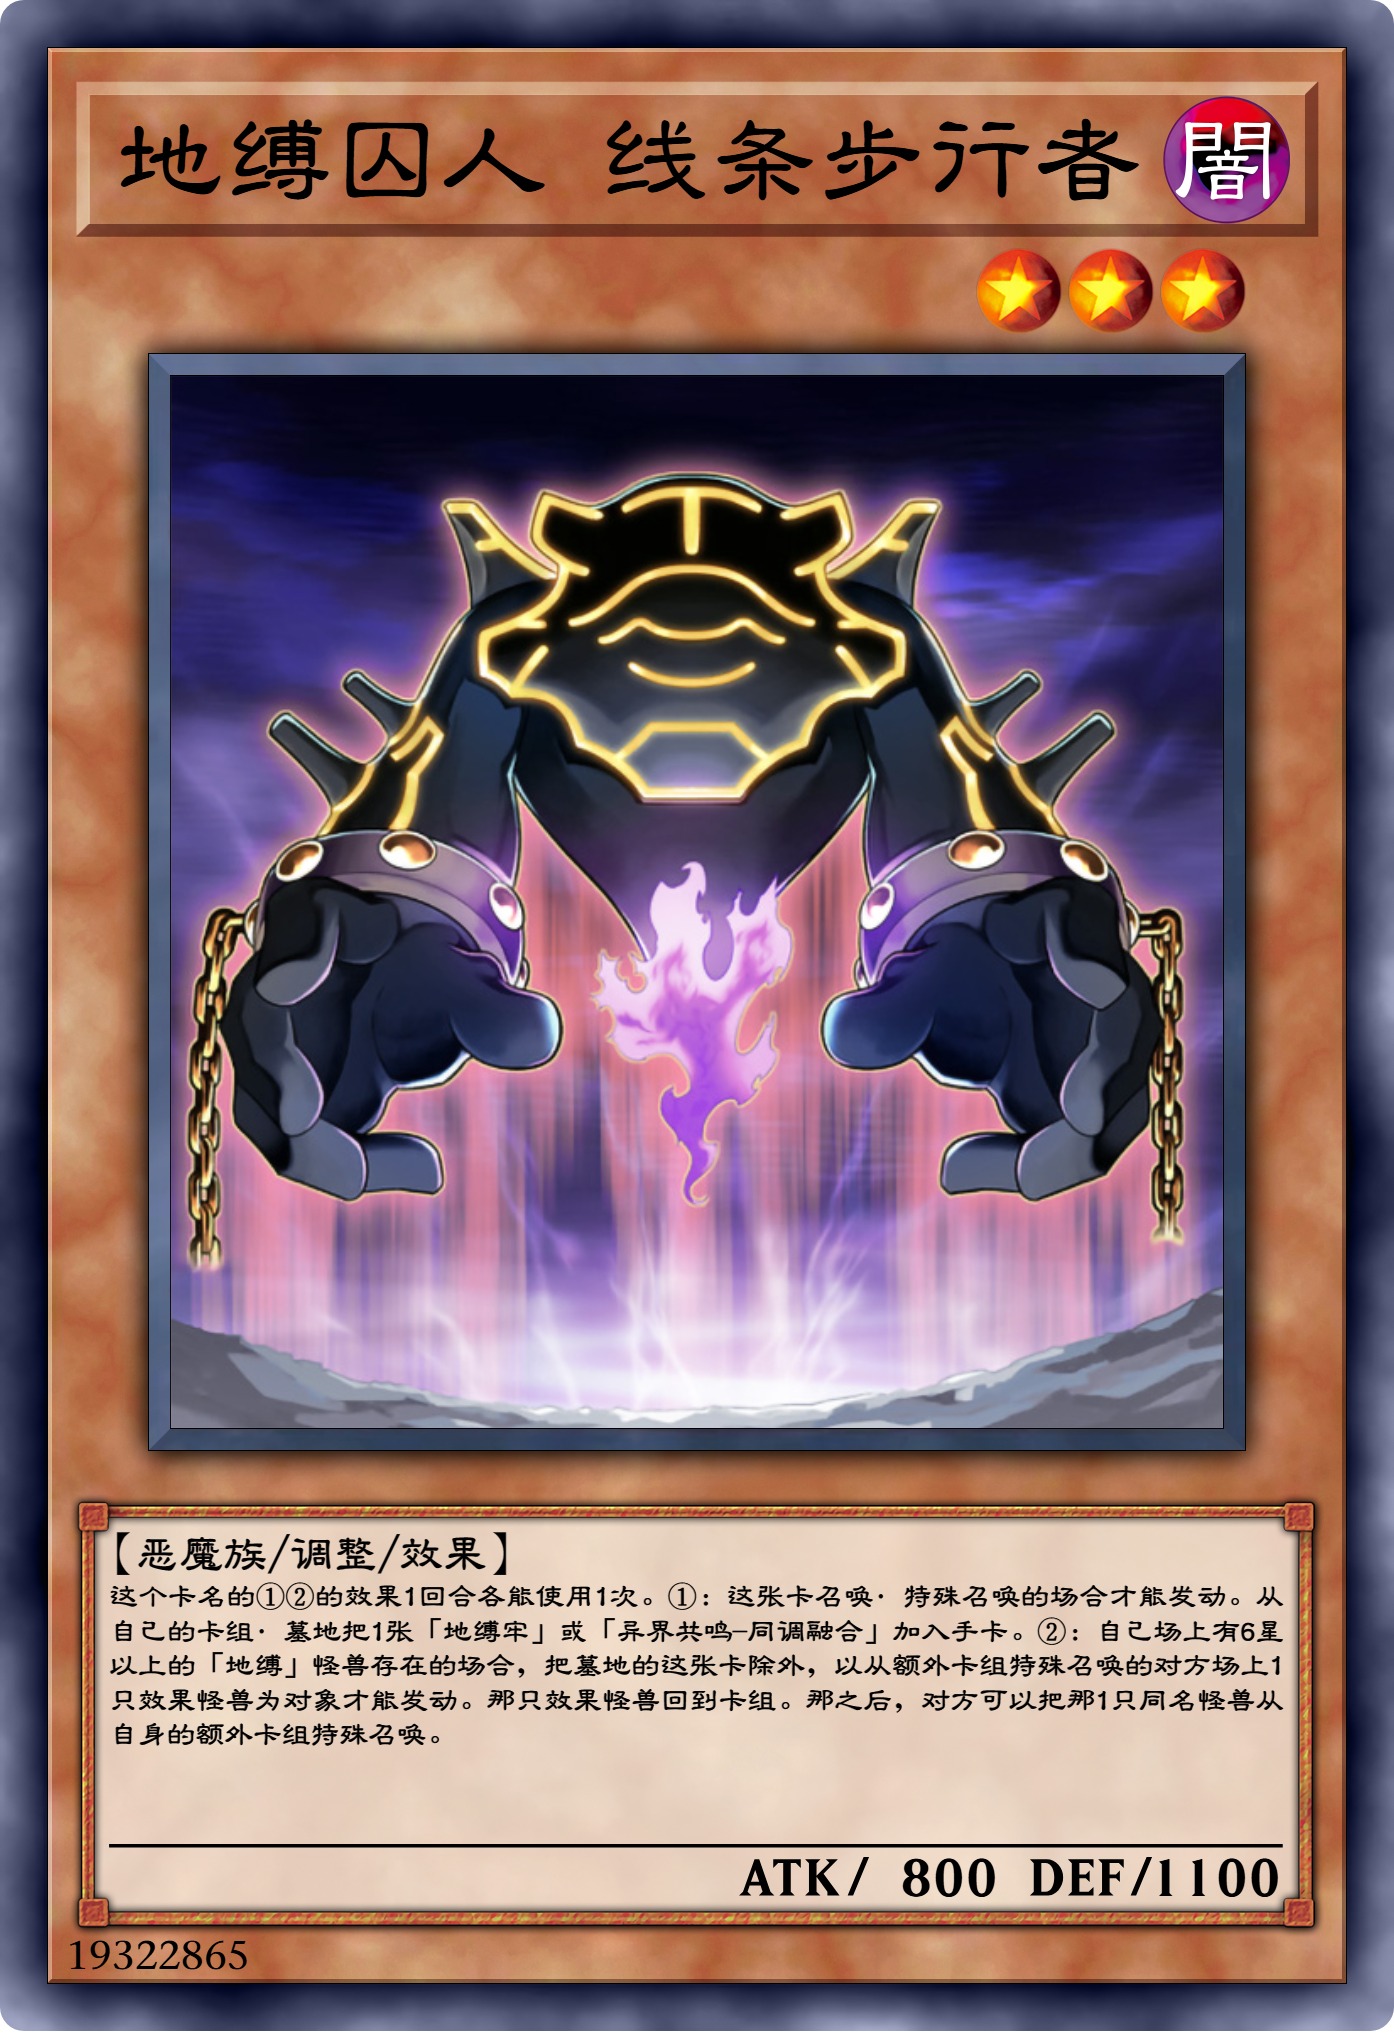 地缚囚人 线条步行者 闇
【恶魔族/调整/效果】
这个卡名的①②的效果1回合各能使用1次。①：这张卡召唤·特殊召唤的场合才能发动。从
自己的卡组·墓地把1张「地缚牢」或「异界共鸣-同调融合」加入手卡。②：自己场上有6星
以上的「地缚」怪兽存在的场合，把墓地的这张卡除外，以从额外卡组特殊召唤的对方场上1
只效果怪兽为对象才能发动。那只效果怪兽回到卡组。那之后，对方可以把那1只同名怪兽从
自身的额外卡组特殊召唤。
ATK/ 800 DEF/1100
19322865